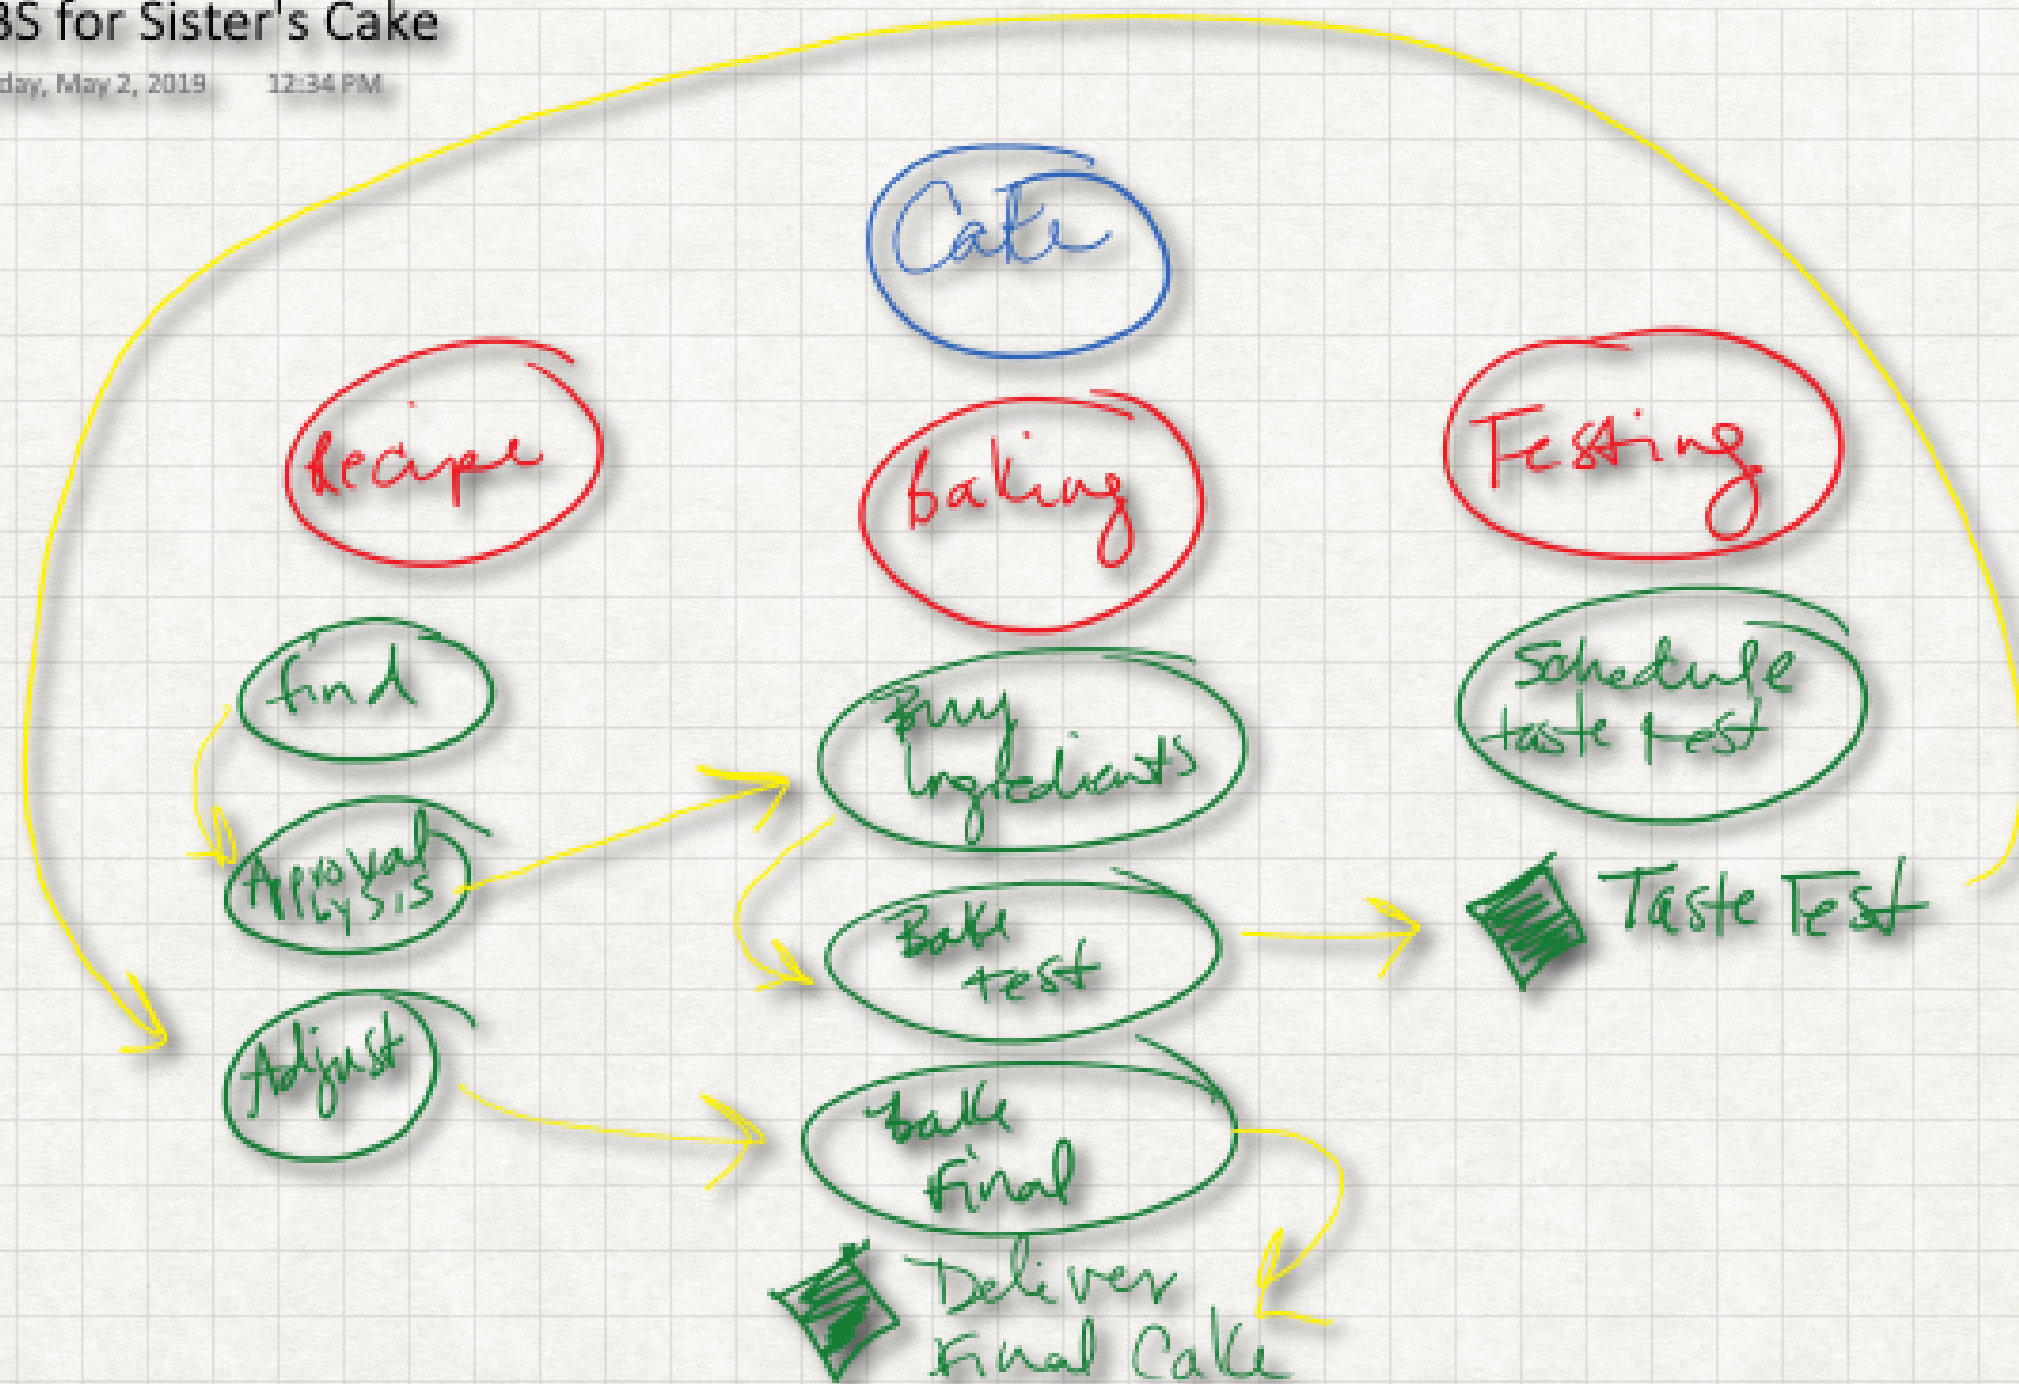 BS for Sister's Cake
day, May 2, 2019 12:34 PM
Cake
Recipe
Baking
Testing
find
Approval
LYSIS
Adjust
Buy
Ingredients
Bake
test
Bake
Final
Deliver
Final Cake
Schedule
taste test
Taste Test